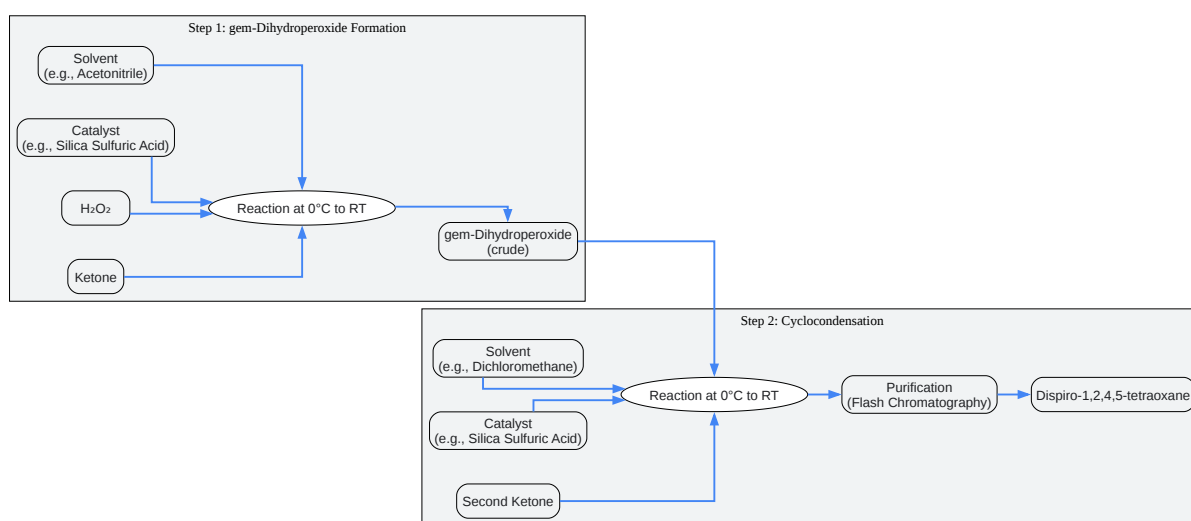 Step 1: gem-Dihydroperoxide Formation
Solvent
(e.g., Acetonitrile)
Catalyst
(e.g., Silica Sulfuric Acid)
H₂O₂
Reaction at 0°C to RT
Ketone
gem-Dihydroperoxide
(crude)
Step 2: Cyclocondensation
Solvent
(e.g., Dichloromethane)
Catalyst
(e.g., Silica Sulfuric Acid)
Reaction at 0°C to RT
Purification
(Flash Chromatography)
Dispiro-1,2,4,5-tetraoxane
Second Ketone